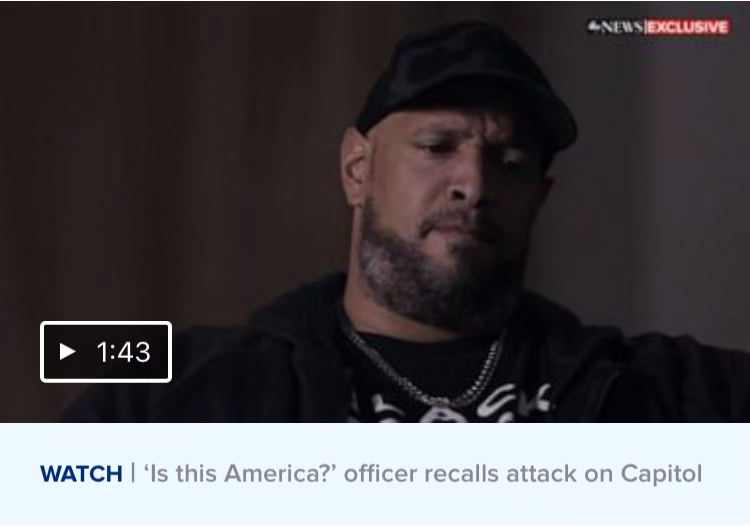 NEWS EXCLUSIVE
1:43
WATCH | ‘Is this America?’ officer recalls attack on Capitol